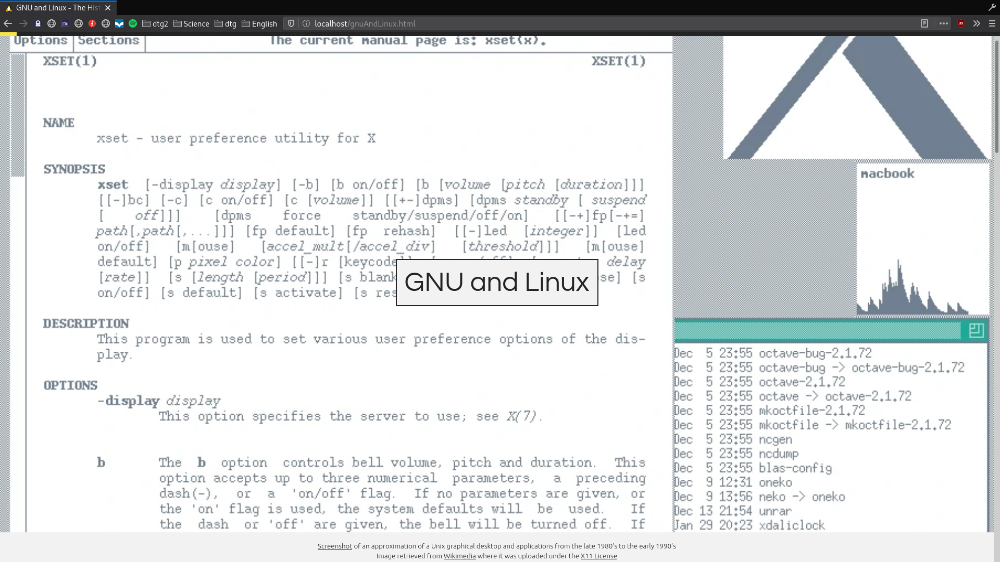 GNU and Linux - The Hist
dtg2 Science dtg English localhost/gnuAndLinux.html
Options Sections The current manual page is: xset(x).
XSET(1) XSET(1)
NAME
xset - user preference utility for X
SYNOPSIS
xset [-display display] [-b] [b on/off] [b [volume [pitch [duration]]]
[[-]bc] [-c] [c on/off] [c [volume]] [[+-]dpms] [dpms standby [ suspend
[ off]]] [dpms force standby/suspend/off/on] [[-+]fp[-+=]
path[,path[,...]]] [fp default] [fp rehash] [[-]led [integer]] [led
on/off] [m[ouse] [accel_mult[/accel_div] [threshold]]] [m[ouse]
default] [p pixel color] [[-]r [keycode delay
[rate]] [s [length [period]]] [s blank se] [s
on/off] [s default] [s activate] [s res
GNU and Linux
DESCRIPTION
This program is used to set various user preference options of the dis-
play.
OPTIONS
-display display
This option specifies the server to use; see X(7).
b The b option controls bell volume, pitch and duration. This
option accepts up to three numerical parameters, a preceding
dash(-), or a 'on/off' flag. If no parameters are given, or
the 'on' flag is used, the system defaults will be used. If
the dash or 'off' are given, the bell will be turned off. If
macbook
Dec 5 23:55 octave-bug-2.1.72
Dec 5 23:55 octave-bug -> octave-bug-2.1.72
Dec 5 23:55 octave-2.1.72
Dec 5 23:55 octave -> octave-2.1.72
Dec 5 23:55 mkoctfile-2.1.72
Dec 5 23:55 mkoctfile -> mkoctfile-2.1.72
Dec 5 23:55 ncgen
Dec 5 23:55 ncdump
Dec 5 23:55 blas-config
Dec 9 12:31 oneko
Dec 9 13:56 neko -> oneko
Dec 13 21:54 unrar
Jan 29 20:23 xdaliclock
Screenshot of an approximation of a Unix graphical desktop and applications from the late 1980's to the early 1990's
Image retrieved from Wikimedia where it was uploaded under the X11 License